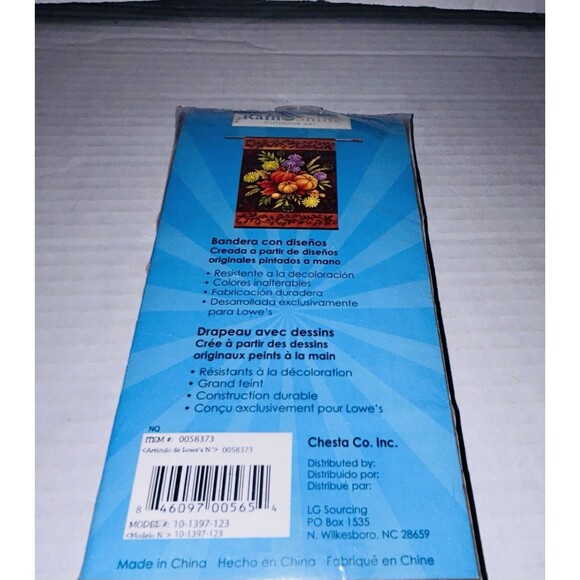 Rain Shine
Bandera con diseños
Creada a partir de diseños
originales pintados a mano
• Resistente a la decoloración
• Colores inalterables
• Fabricación duradera
• Desarrollada exclusivamente
para Lowe's
Drapeau avec dessins
Crée à partir des dessins
originaux peints à la main
• Résistants à la décoloration
• Grand teint
• Construction durable
• Conçu exclusivement pour Lowe's
NQ
ITEM #: 0058373
<Artículo de Lowe's N.°> 0058373
8 46097 00565 4
MODEL #: 10-1397-123
<Modelo N.°> 10-1397-123
Chesta Co. Inc.
Distributed by:
Distribuido por:
Distribué par:
LG Sourcing
PO Box 1535
N. Wilkesboro, NC 28659
Made in China Hecho en China Fabriqué en Chine